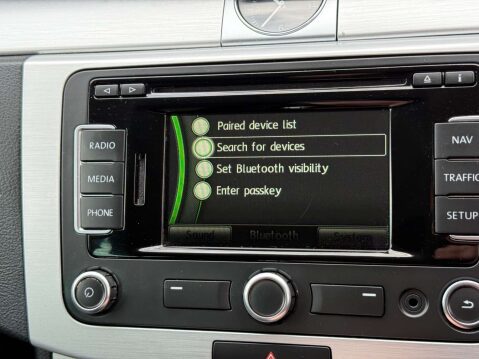 RADIO
MEDIA
PHONE
Paired device list
Search for devices
Set Bluetooth visibility
Enter passkey
Sound Bluetooth System
NAV
TRAFFIC
SETUP